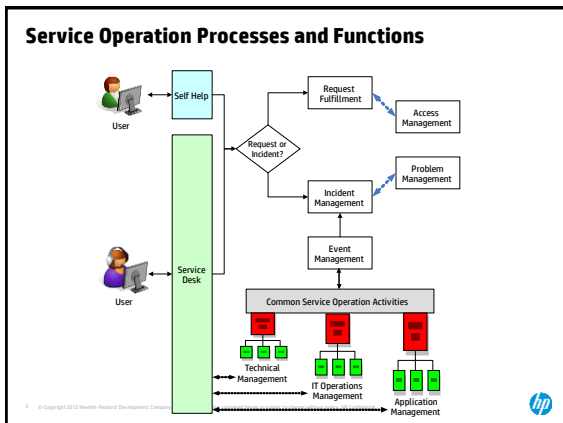 Service Operation Processes and Functions
Self Help
User
Request
Fulfillment
Access
Management
Request or
Incident?
Problem
Management
Incident
Management
Event
Management
Service
Desk
User
Common Service Operation Activities
Technical
Management
IT Operations
Management
Application
Management
2 © Copyright 2012 Hewlett-Packard Development Company
hp